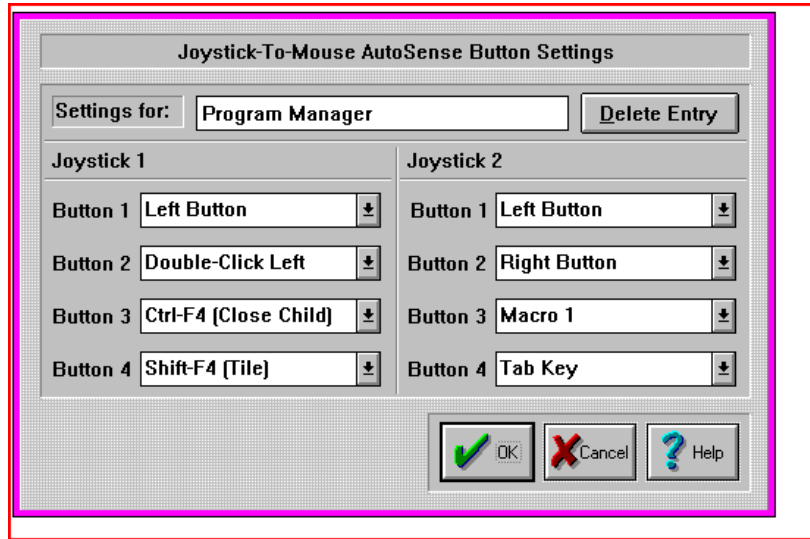 Joystick-To-Mouse AutoSense Button Settings
Settings for: Program Manager Delete Entry
Joystick 1 Joystick 2
Button 1 Left Button Button 1 Left Button
Button 2 Double-Click Left Button 2 Right Button
Button 3 Ctrl-F4 (Close Child) Button 3 Macro 1
Button 4 Shift-F4 (Tile) Button 4 Tab Key
OK Cancel ? Help